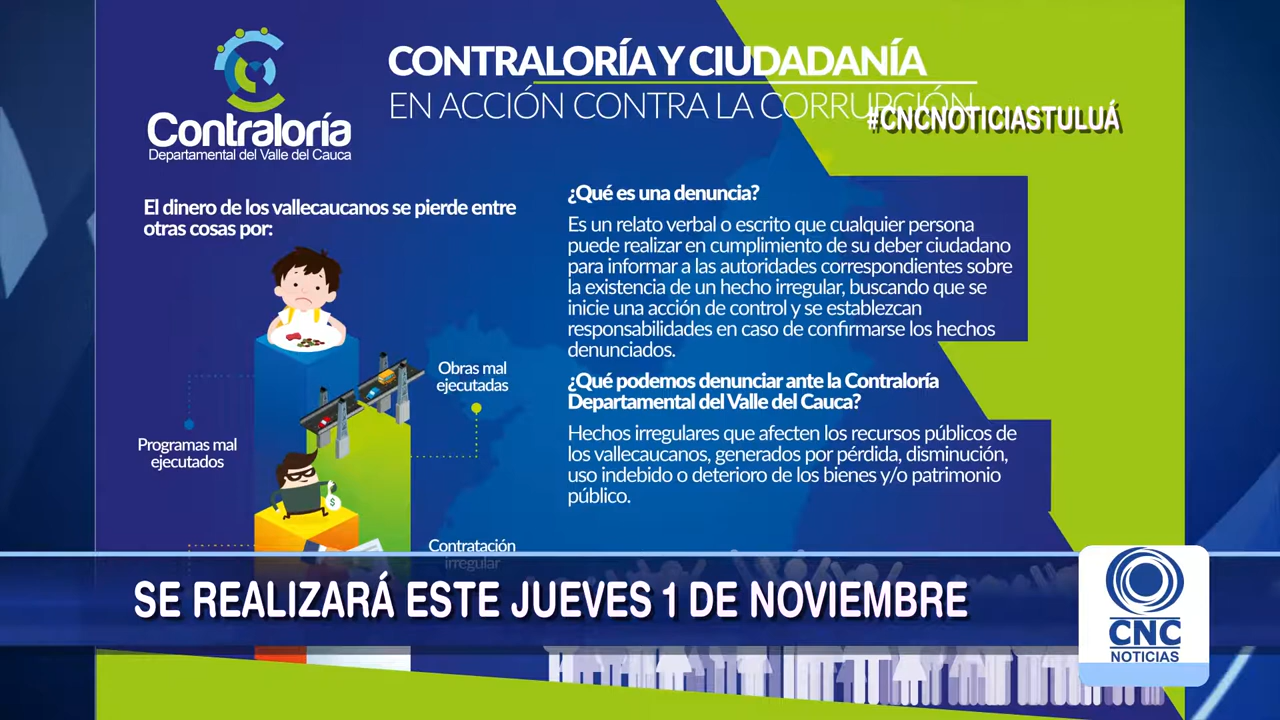 Contraloría
Departamental del Valle del Cauca
CONTRALORÍA Y CIUDADANÍA
EN ACCIÓN CONTRA LA CORRUPCIÓN
#CNCNOTICIASTULUÁ
El dinero de los vallecaucanos se pierde entre
otras cosas por:
Obras mal
ejecutadas
Programas mal
ejecutados
$
Contratación
irregular
¿Qué es una denuncia?
Es un relato verbal o escrito que cualquier persona
puede realizar en cumplimiento de su deber ciudadano
para informar a las autoridades correspondientes sobre
la existencia de un hecho irregular, buscando que se
inicie una acción de control y se establezcan
responsabilidades en caso de confirmarse los hechos
denunciados.
¿Qué podemos denunciar ante la Contraloría
Departamental del Valle del Cauca?
Hechos irregulares que afecten los recursos públicos de
los vallecaucanos, generados por pérdida, disminución,
uso indebido o deterioro de los bienes y/o patrimonio
público.
SE REALIZARÁ ESTE JUEVES 1 DE NOVIEMBRE
CNC
NOTICIAS